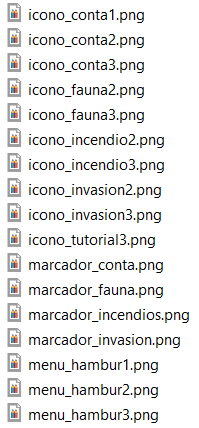 icono_conta1.png
icono_conta2.png
icono_conta3.png
icono_fauna2.png
icono_fauna3.png
icono_incendio2.png
icono_incendio3.png
icono_invasion2.png
icono_invasion3.png
icono_tutorial3.png
marcador_conta.png
marcador_fauna.png
marcador_incendios.png
marcador_invasion.png
menu_hambur1.png
menu_hambur2.png
menu_hambur3.png